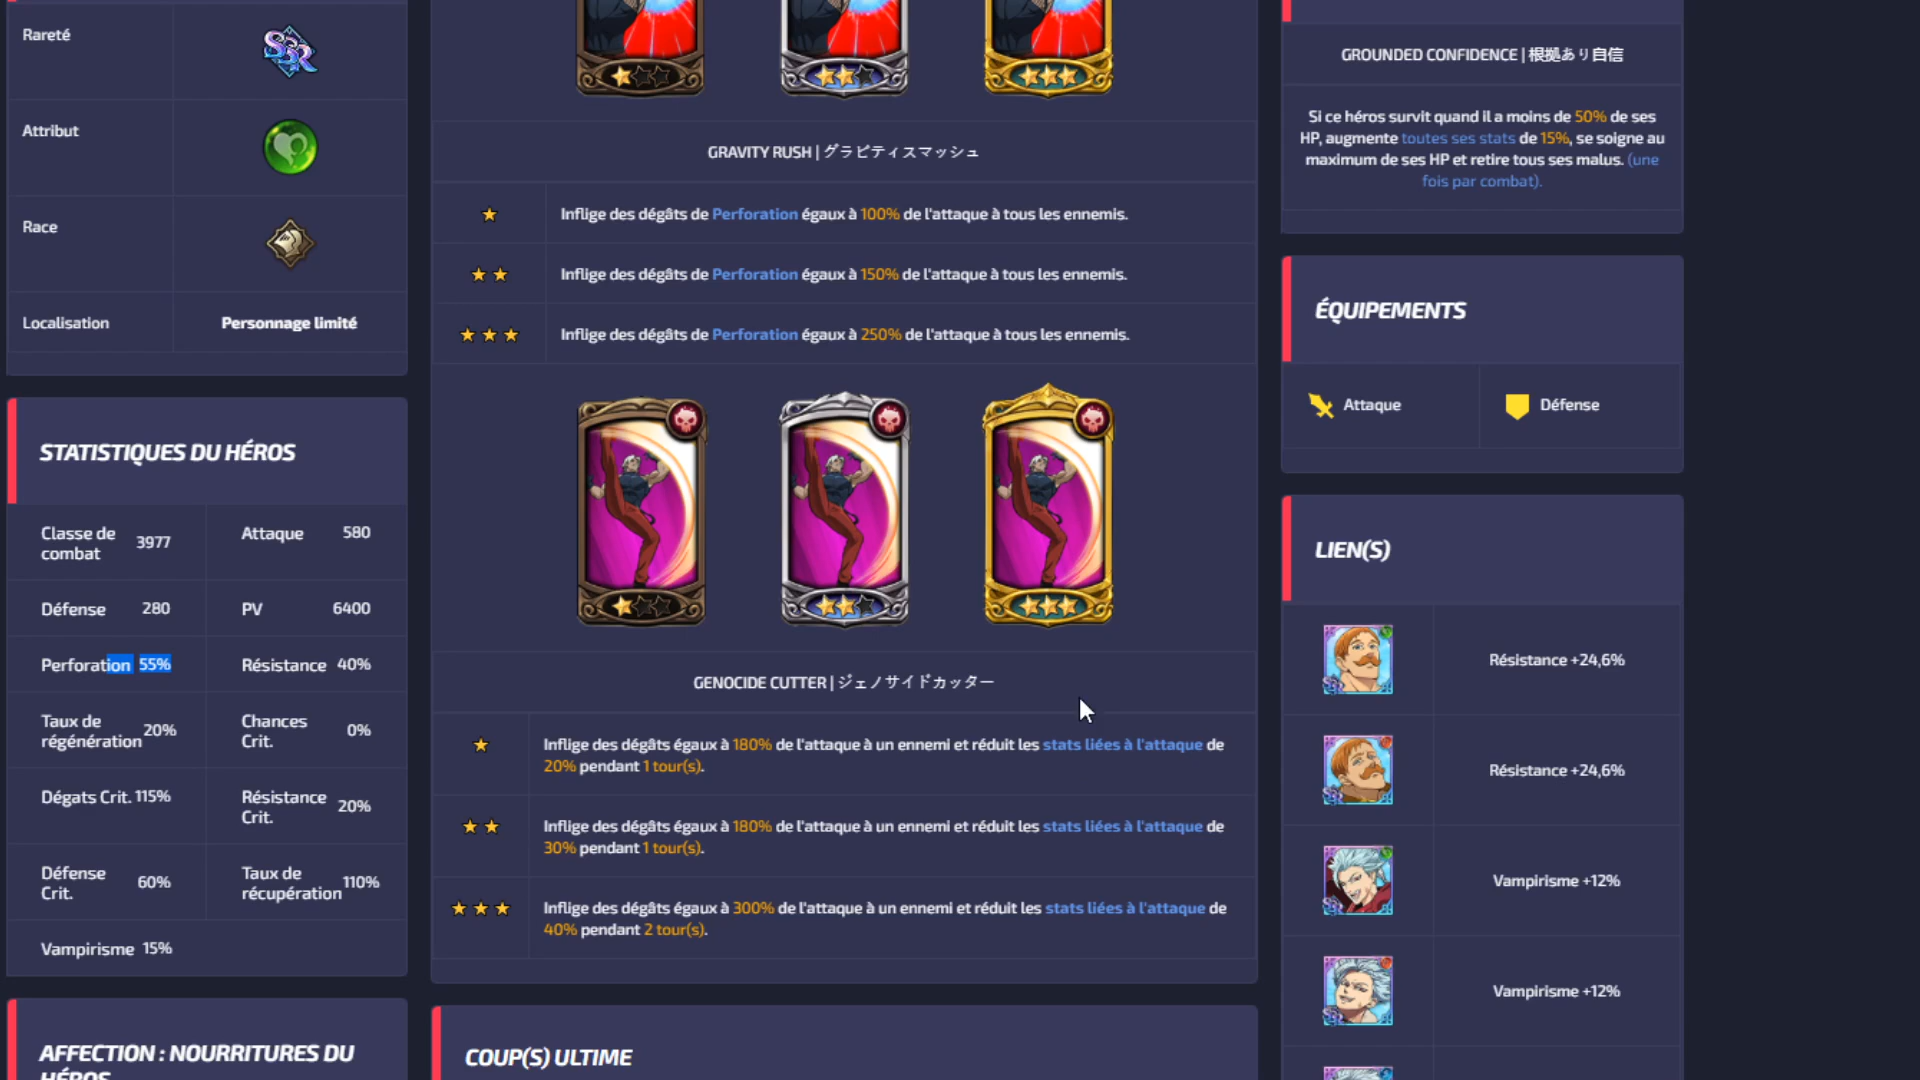 Rareté
SSR
Attribut
Race
Localisation
Personnage limité
STATISTIQUES DU HÉROS
Classe de combat
3977
Attaque
580
Défense
280
PV
6400
Perforation
55%
Résistance
40%
Taux de régénération
20%
Chances Crit.
0%
Dégats Crit.
115%
Résistance Crit.
20%
Défense Crit.
60%
Taux de récupération
110%
Vampirisme
15%
AFFECTION : NOURRITURES DU
HÉROS
GRAVITY RUSH | グラビティスマッシュ
Inflige des dégâts de Perforation égaux à 100% de l'attaque à tous les ennemis.
Inflige des dégâts de Perforation égaux à 150% de l'attaque à tous les ennemis.
Inflige des dégâts de Perforation égaux à 250% de l'attaque à tous les ennemis.
GENOCIDE CUTTER | ジェノサイドカッター
Inflige des dégâts égaux à 180% de l'attaque à un ennemi et réduit les stats liées à l'attaque de
20% pendant 1 tour(s).
Inflige des dégâts égaux à 180% de l'attaque à un ennemi et réduit les stats liées à l'attaque de
30% pendant 1 tour(s).
Inflige des dégâts égaux à 300% de l'attaque à un ennemi et réduit les stats liées à l'attaque de
40% pendant 2 tour(s).
COUP(S) ULTIME
GROUNDED CONFIDENCE | 根拠あり自信
Si ce héros survit quand il a moins de 50% de ses
HP, augmente toutes ses stats de 15%, se soigne au
maximum de ses HP et retire tous ses malus. (une
fois par combat).
ÉQUIPEMENTS
Attaque
Défense
LIEN(S)
Résistance +24,6%
Résistance +24,6%
Vampirisme +12%
Vampirisme +12%